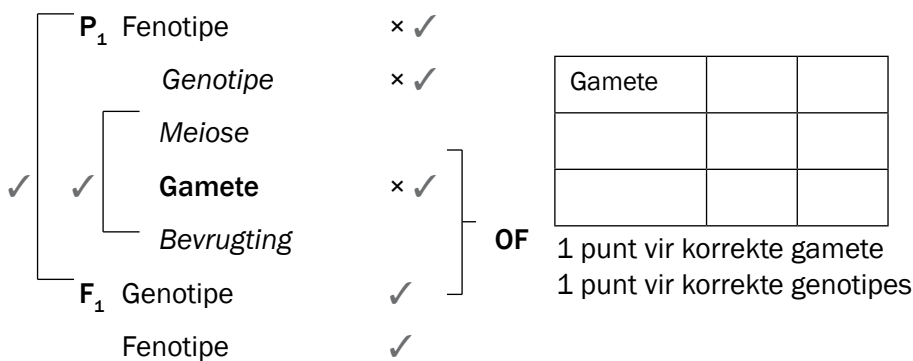 P₁ Fenotipe × ✓
Genotipe × ✓
Meiose
✓ ✓ Gamete × ✓
Bevrugting
F₁ Genotipe ✓
Fenotipe ✓
OF
Gamete
1 punt vir korrekte gamete
1 punt vir korrekte genotipes